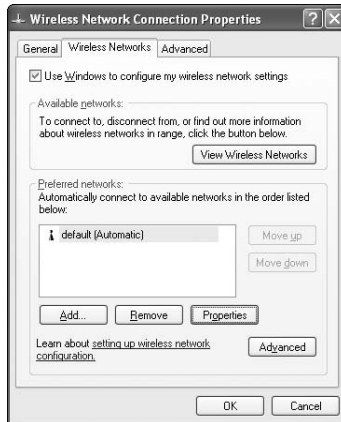 Wireless Network Connection Properties
General Wireless Networks Advanced
Use Windows to configure my wireless network settings
Available networks:
To connect to, disconnect from, or find out more information
about wireless networks in range, click the button below.
View Wireless Networks
Preferred networks:
Automatically connect to available networks in the order listed
below:
default (Automatic)
Move up
Move down
Add... Remove Properties
Learn about setting up wireless network
configuration.
Advanced
OK Cancel